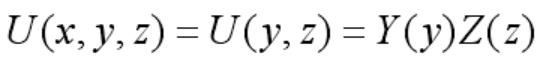 U(x, y, z) = U(y, z) = Y(y)Z(z)